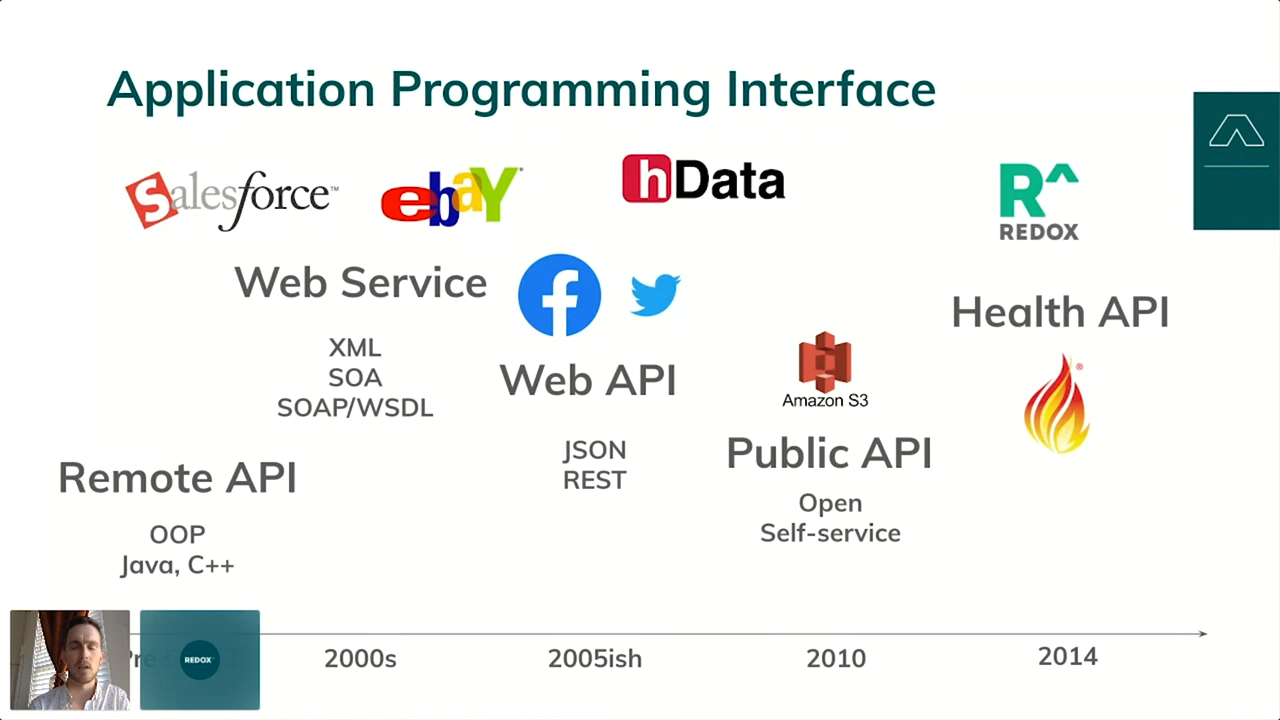 Application Programming Interface
Salesforce™
ebaY®
hData
R^
REDOX
Web Service
Health API
XML
SOA
SOAP/WSDL
Web API
®
Amazon S3
JSON
REST
Public API
Remote API
Open
Self-service
OOP
Java, C++
REDOX
2000s
2005ish
2010
2014